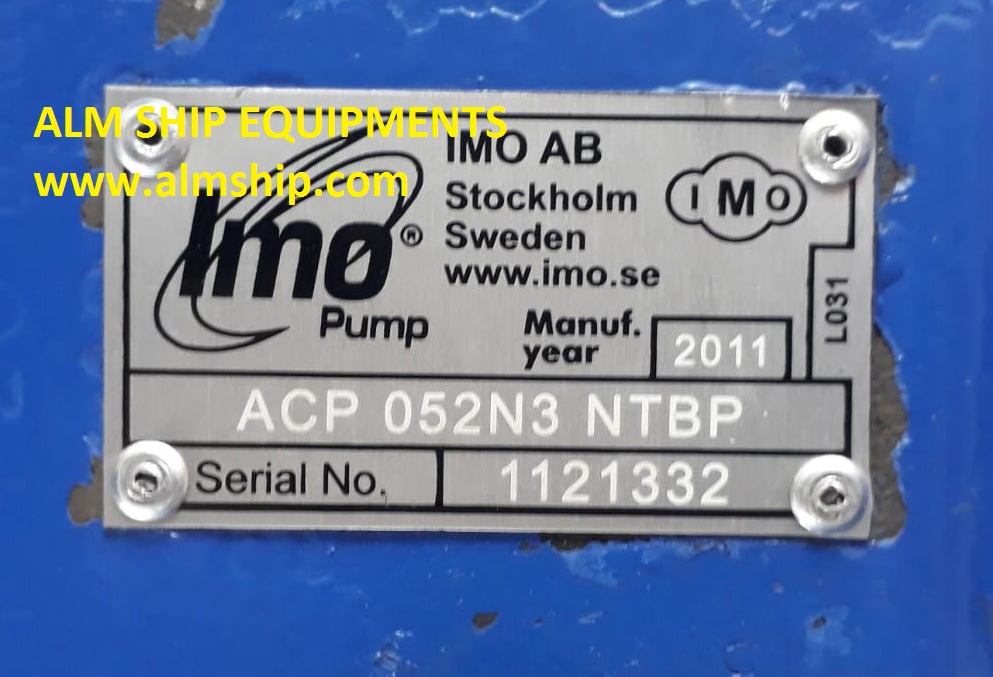 ALM SHIP EQUIPMENTS
www.almship.com
Imo®
Pump
IMO AB
Stockholm
Sweden
www.imo.se
IMO
Manuf.
year
2011
L031
ACP 052N3 NTBP
Serial No. 1121332